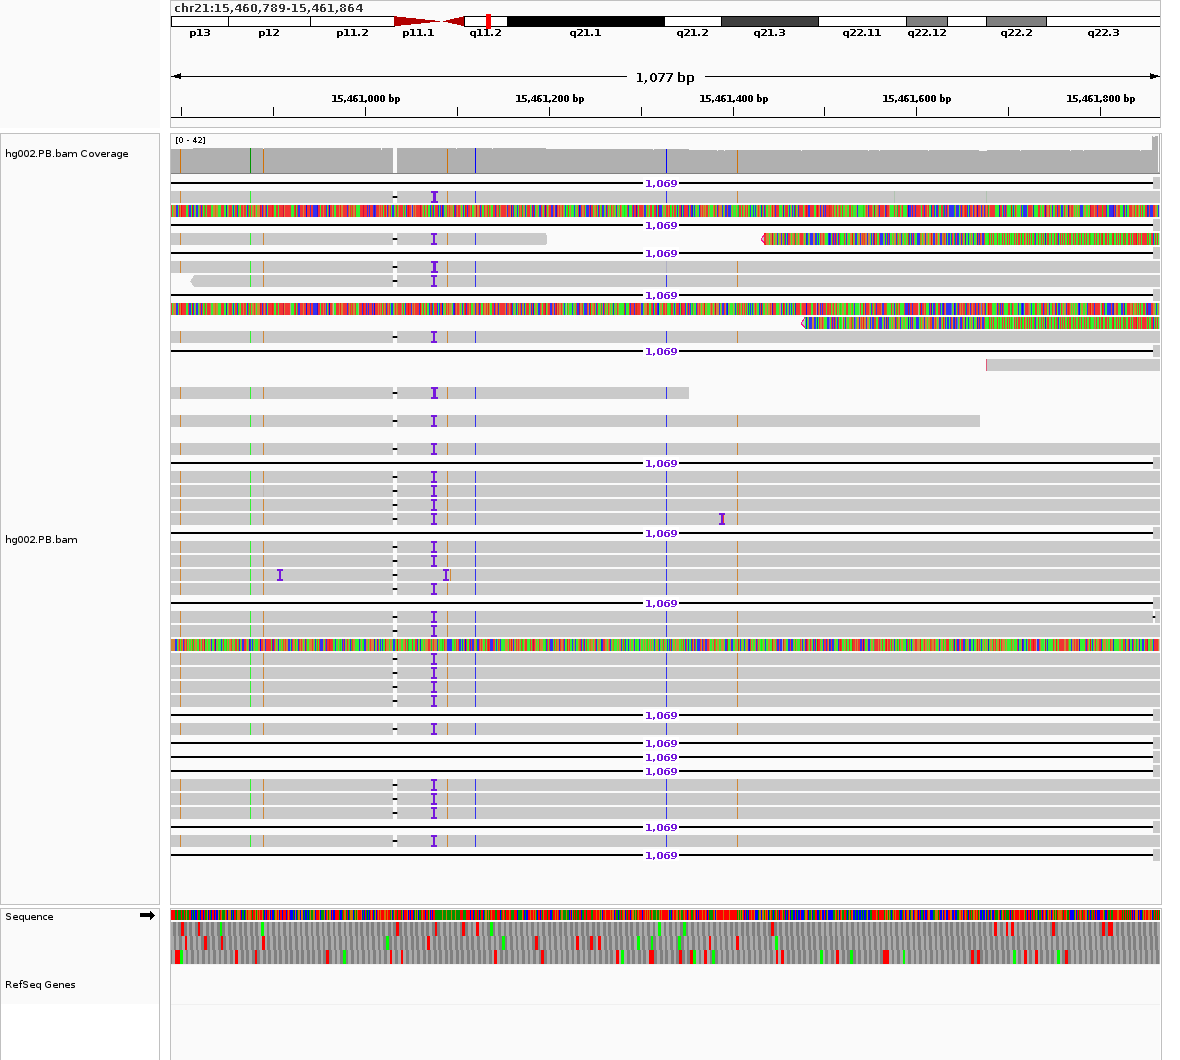 chr21:15,460,789-15,461,864
p13 p12 p11.2 p11.1 q11.2 q21.1 q21.2 q21.3 q22.11 q22.12 q22.2 q22.3
1,077 bp
15,461,000 bp 15,461,200 bp 15,461,400 bp 15,461,600 bp 15,461,800 bp
[0 - 42]
hg002.PB.bam Coverage
1,069
1,069
1,069
1,069
1,069
1,069
1,069
hg002.PB.bam
1,069
1,069
1,069
1,069
1,069
1,069
1,069
Sequence
RefSeq Genes